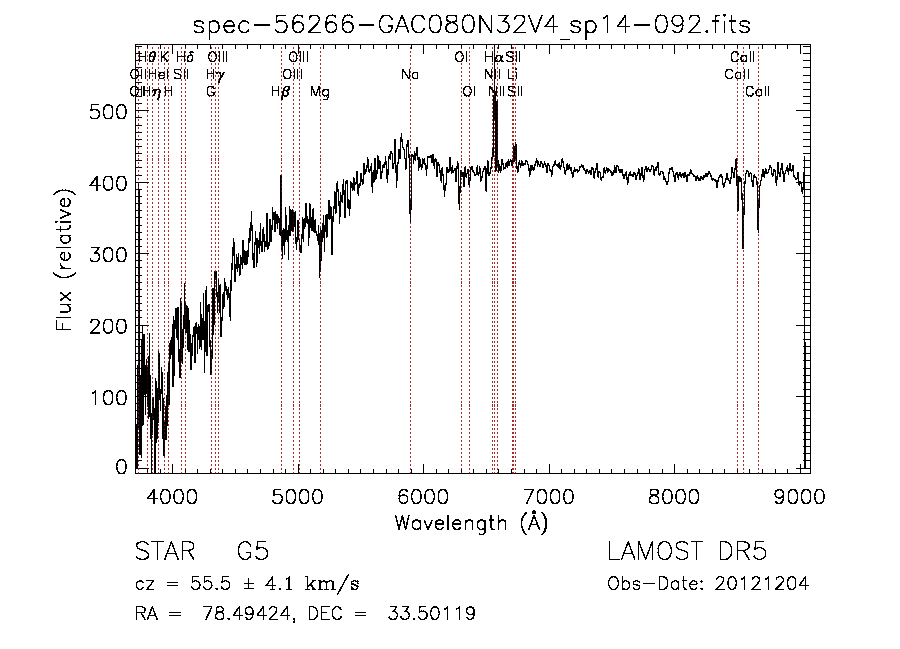 spec-56266-GAC080N32V4_sp14-092.fits
Hθ K Hδ OIII OIII OI Hα SII CaII
OII HeI SII Hγ OIII Na NII Li CaII
OII Hη H G Hβ Mg OI NII SII CaII
500
400
300
200
100
0
Flux (relative)
4000 5000 6000 7000 8000 9000
Wavelength (Å)
STAR G5 LAMOST DR5
cz = 55.5 ± 4.1 km/s Obs-Date: 20121204
RA = 78.49424, DEC = 33.50119